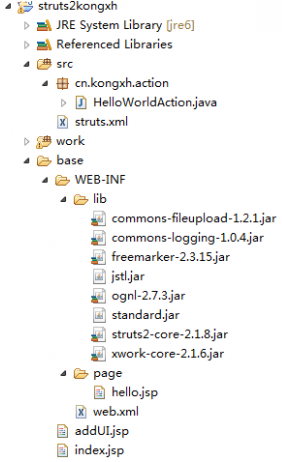 struts2kongxh
JRE System Library [jre6]
Referenced Libraries
src
cn.kongxh.action
HelloWorldAction.java
struts.xml
work
base
WEB-INF
lib
commons-fileupload-1.2.1.jar
commons-logging-1.0.4.jar
freemarker-2.3.15.jar
jstl.jar
ognl-2.7.3.jar
standard.jar
struts2-core-2.1.8.jar
xwork-core-2.1.6.jar
page
hello.jsp
web.xml
addUI.jsp
index.jsp